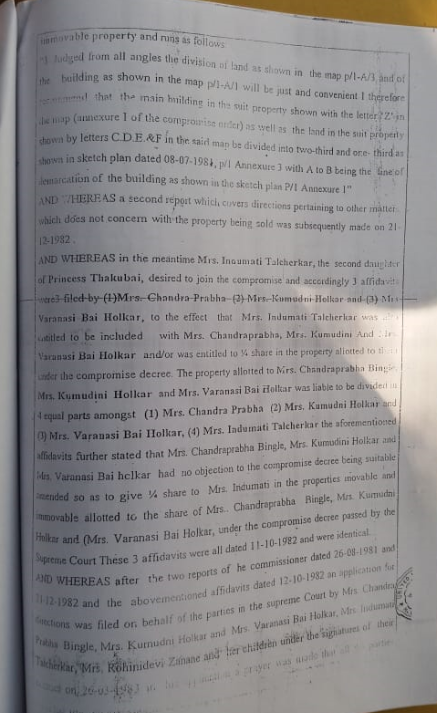 immovable property and runs as follows
"I Judged from all angles the division of land as shown in the map p/1-A/3 and of
the building as shown in the map p/1-A/1 will be just and convenient I therefore
that the main building in the suit property shown with the letter 'Z' in
the map (annexure I of the compromise order) as well as the land in the suit property
shown by letters C.D.E.&F in the said map be divided into two-third and one-third as
shown in sketch plan dated 08-07-1981, p/1 Annexure 3 with A to B being the line of
demarcation of the building as shown in the sketch plan P/1 Annexure 1"
AND WHEREAS a second report which covers directions pertaining to other matters
which does not concern with the property being sold was subsequently made on 21-
12-1982.
AND WHEREAS in the meantime Mrs. Indumati Talcherkar, the second daughter
of Princess Thakubai, desired to join the compromise and accordingly 3 affidavits
were filed by (1)Mrs. Chandra Prabha (2) Mrs. Kumudni Holkar and (3) Mrs
Varanasi Bai Holkar, to the effect that Mrs. Indumati Talcherkar was also
entitled to be included with Mrs. Chandraprabha, Mrs. Kumudini And Mrs
Varanasi Bai Holkar and/or was entitled to ¼ share in the property allotted to them
under the compromise decree. The property allotted to Mrs. Chandraprabha Bingle,
Mrs. Kumudini Holkar and Mrs. Varanasi Bai Holkar was liable to be divided in
4 equal parts amongst (1) Mrs. Chandra Prabha (2) Mrs. Kumudni Holkar and
(3) Mrs. Varanasi Bai Holkar, (4) Mrs. Indumati Talcherkar the aforementioned
affidavits further stated that Mrs. Chandraprabha Bingle, Mrs. Kumudini Holkar and
Mrs. Varanasi Bai helkar had no objection to the compromise decree being suitable
amended so as to give ¼ share to Mrs. Indumati in the properties movable and
immovable allotted to the share of Mrs.. Chandraprabha Bingle, Mrs. Kumudni
Holkar and (Mrs. Varanasi Bai Holkar, under the compromise decree passed by the
Supreme Court These 3 affidavits were all dated 11-10-1982 and were identical.
AND WHEREAS after the two reports of he commissioner dated 26-08-1981 and
21-12-1982 and the abovementioned affidavits dated 12-10-1982 an application for
directions was filed on behalf of the parties in the supreme Court by Mrs. Chandra
Prabha Bingle, Mrs. Kumudni Holkar and Mrs. Varanasi Bai Holkar, Mrs. Indumati
Talcherkar, Mrs. Rohinidevi Zunane and her children under the signatures of their
on 26-03-1983 in a prayer was made that all